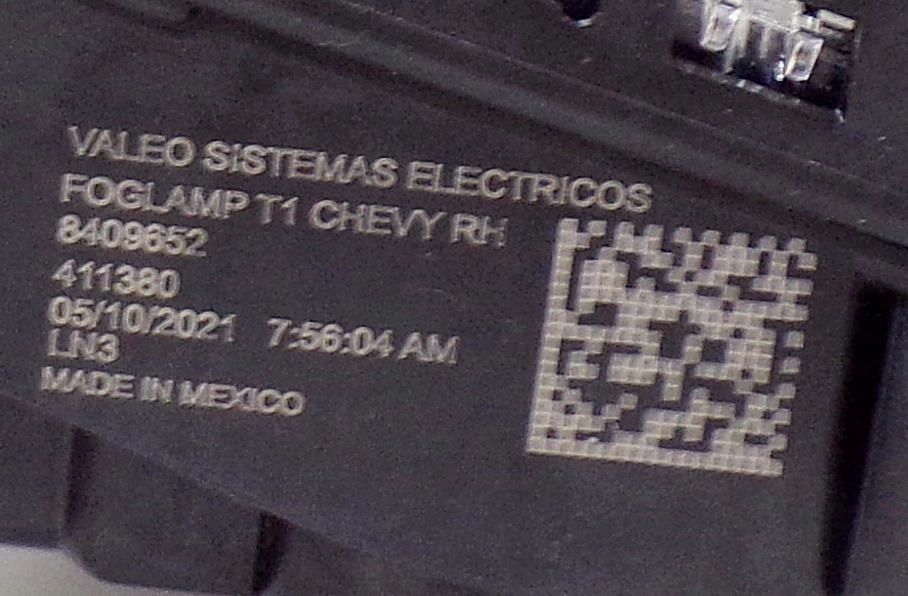 VALEO SISTEMAS ELECTRICOS
FOGLAMP T1 CHEVY RH
8409652
411380
05/10/2021 7:56:04 AM
LN3
MADE IN MEXICO